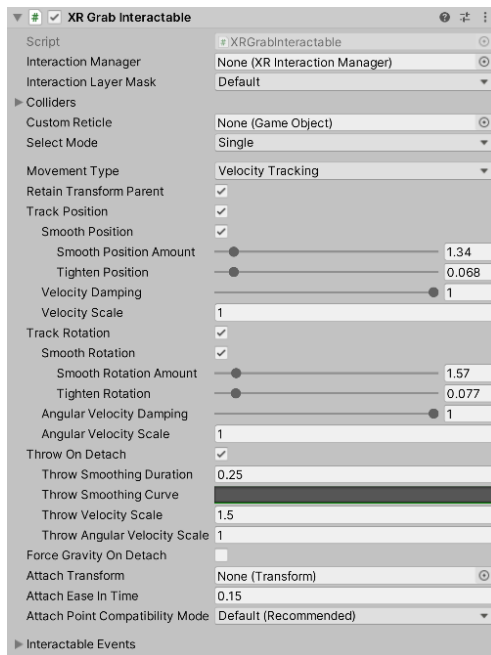 XR Grab Interactable
Script XRGrabInteractable
Interaction Manager None (XR Interaction Manager)
Interaction Layer Mask Default
Colliders
Custom Reticle None (Game Object)
Select Mode Single
Movement Type Velocity Tracking
Retain Transform Parent
Track Position
Smooth Position
Smooth Position Amount 1.34
Tighten Position 0.068
Velocity Damping 1
Velocity Scale 1
Track Rotation
Smooth Rotation
Smooth Rotation Amount 1.57
Tighten Rotation 0.077
Angular Velocity Damping 1
Angular Velocity Scale 1
Throw On Detach
Throw Smoothing Duration 0.25
Throw Smoothing Curve
Throw Velocity Scale 1.5
Throw Angular Velocity Scale 1
Force Gravity On Detach
Attach Transform None (Transform)
Attach Ease In Time 0.15
Attach Point Compatibility Mode Default (Recommended)
Interactable Events